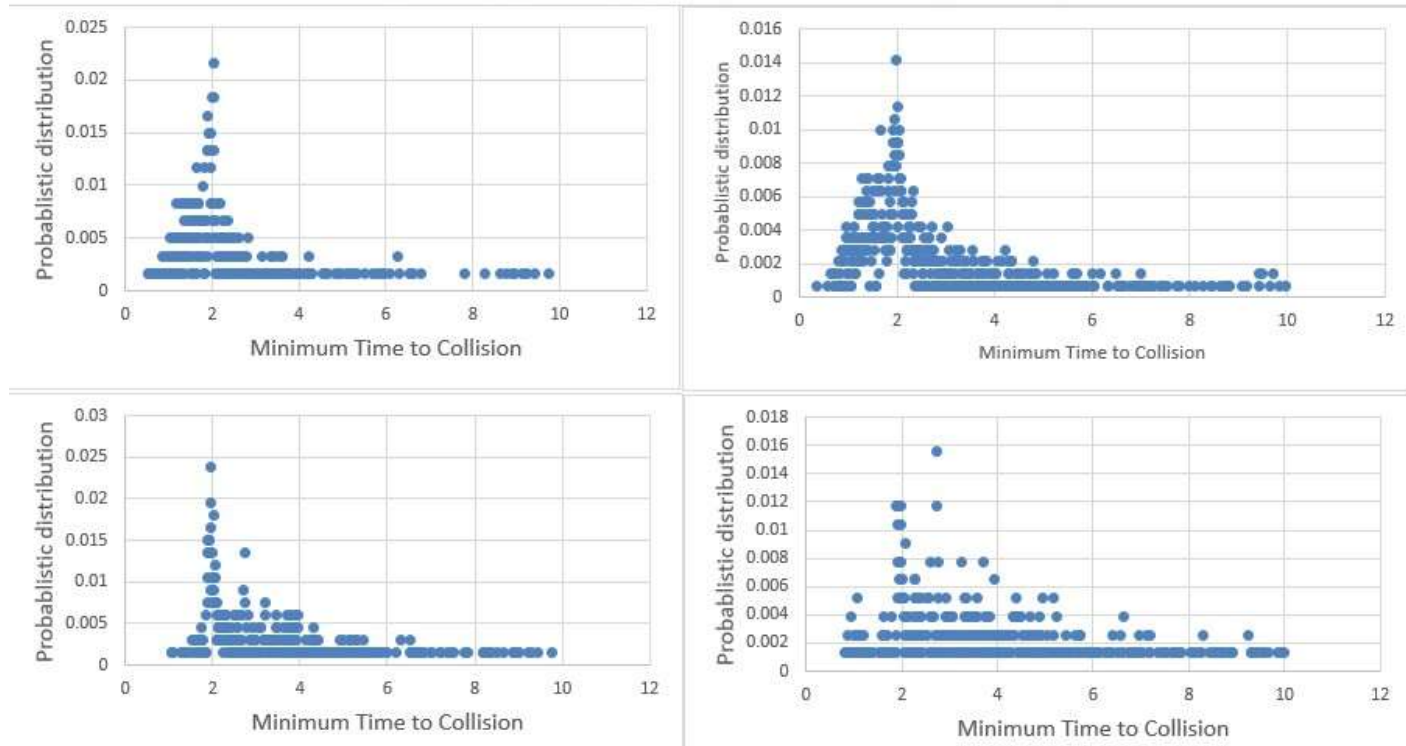 Probablistic distribution
0.025
0.02
0.015
0.01
0.005
0
0 2 4 6 8 10 12
Minimum Time to Collision
Probablistic distribution
0.016
0.014
0.012
0.01
0.008
0.006
0.004
0.002
0
0 2 4 6 8 10 12
Minimum Time to Collision
Probablistic distribution
0.03
0.025
0.02
0.015
0.01
0.005
0
0 2 4 6 8 10 12
Minimum Time to Collision
Probablistic distribution
0.018
0.016
0.014
0.012
0.01
0.008
0.006
0.004
0.002
0
0 2 4 6 8 10 12
Minimum Time to Collision